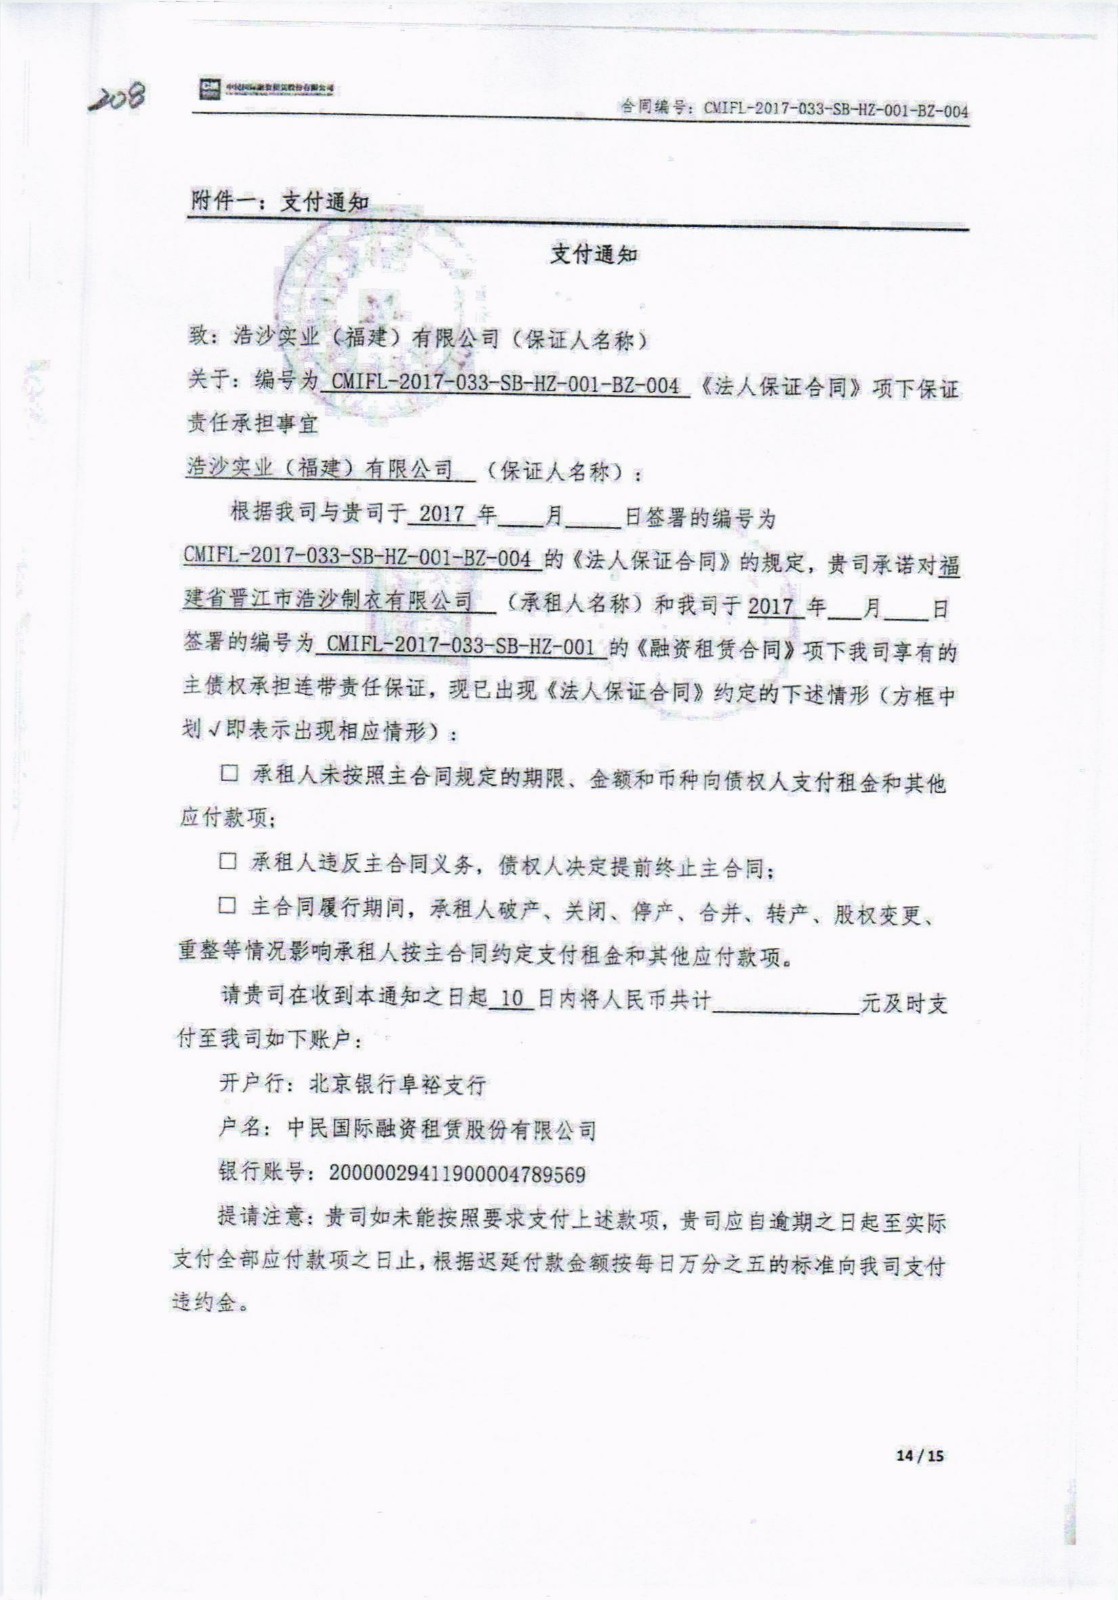 208
中民国际融资租赁股份有限公司
合同编号：CMIFL-2017-033-SB-HZ-001-BZ-004
附件一：支付通知
支付通知
致：浩沙实业（福建）有限公司（保证人名称）
关于：编号为 CMIFL-2017-033-SB-HZ-001-BZ-004 《法人保证合同》项下保证
责任承担事宜
浩沙实业（福建）有限公司 （保证人名称）：
根据我司与贵司于 2017 年____月_____日签署的编号为
CMIFL-2017-033-SB-HZ-001-BZ-004 的《法人保证合同》的规定，贵司承诺对福
建省晋江市浩沙制衣有限公司 （承租人名称）和我司于 2017 年___月____日
签署的编号为 CMIFL-2017-033-SB-HZ-001 的《融资租赁合同》项下我司享有的
主债权承担连带责任保证，现已出现《法人保证合同》约定的下述情形（方框中
划√即表示出现相应情形）：
□ 承租人未按照主合同规定的期限、金额和币种向债权人支付租金和其他
应付款项；
□ 承租人违反主合同义务，债权人决定提前终止主合同；
□ 主合同履行期间，承租人破产、关闭、停产、合并、转产、股权变更、
重整等情况影响承租人按主合同约定支付租金和其他应付款项。
请贵司在收到本通知之日起 10 日内将人民币共计_____________元及时支
付至我司如下账户：
开户行：北京银行阜裕支行
户名：中民国际融资租赁股份有限公司
银行账号：20000029411900004789569
提请注意：贵司如未能按照要求支付上述款项，贵司应自逾期之日起至实际
支付全部应付款项之日止，根据迟延付款金额按每日万分之五的标准向我司支付
违约金。
14 / 15